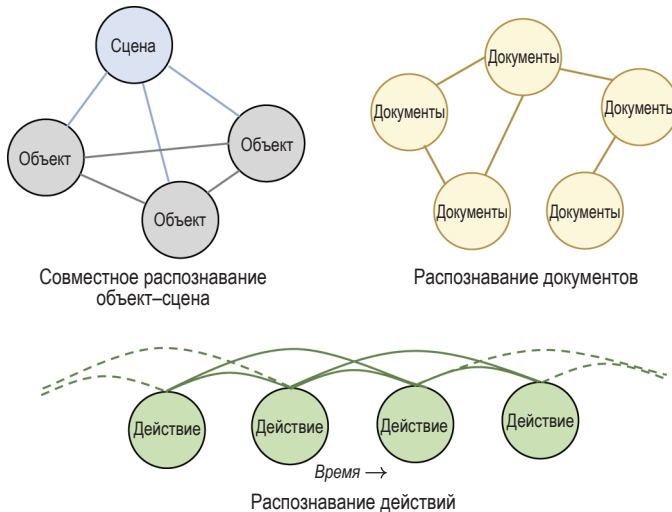 Сцена
Объект
Объект
Объект
Совместное распознавание
объект–сцена
Документы
Документы
Документы
Документы
Документы
Распознавание документов
Действие
Действие
Действие
Действие
Время →
Распознавание действий